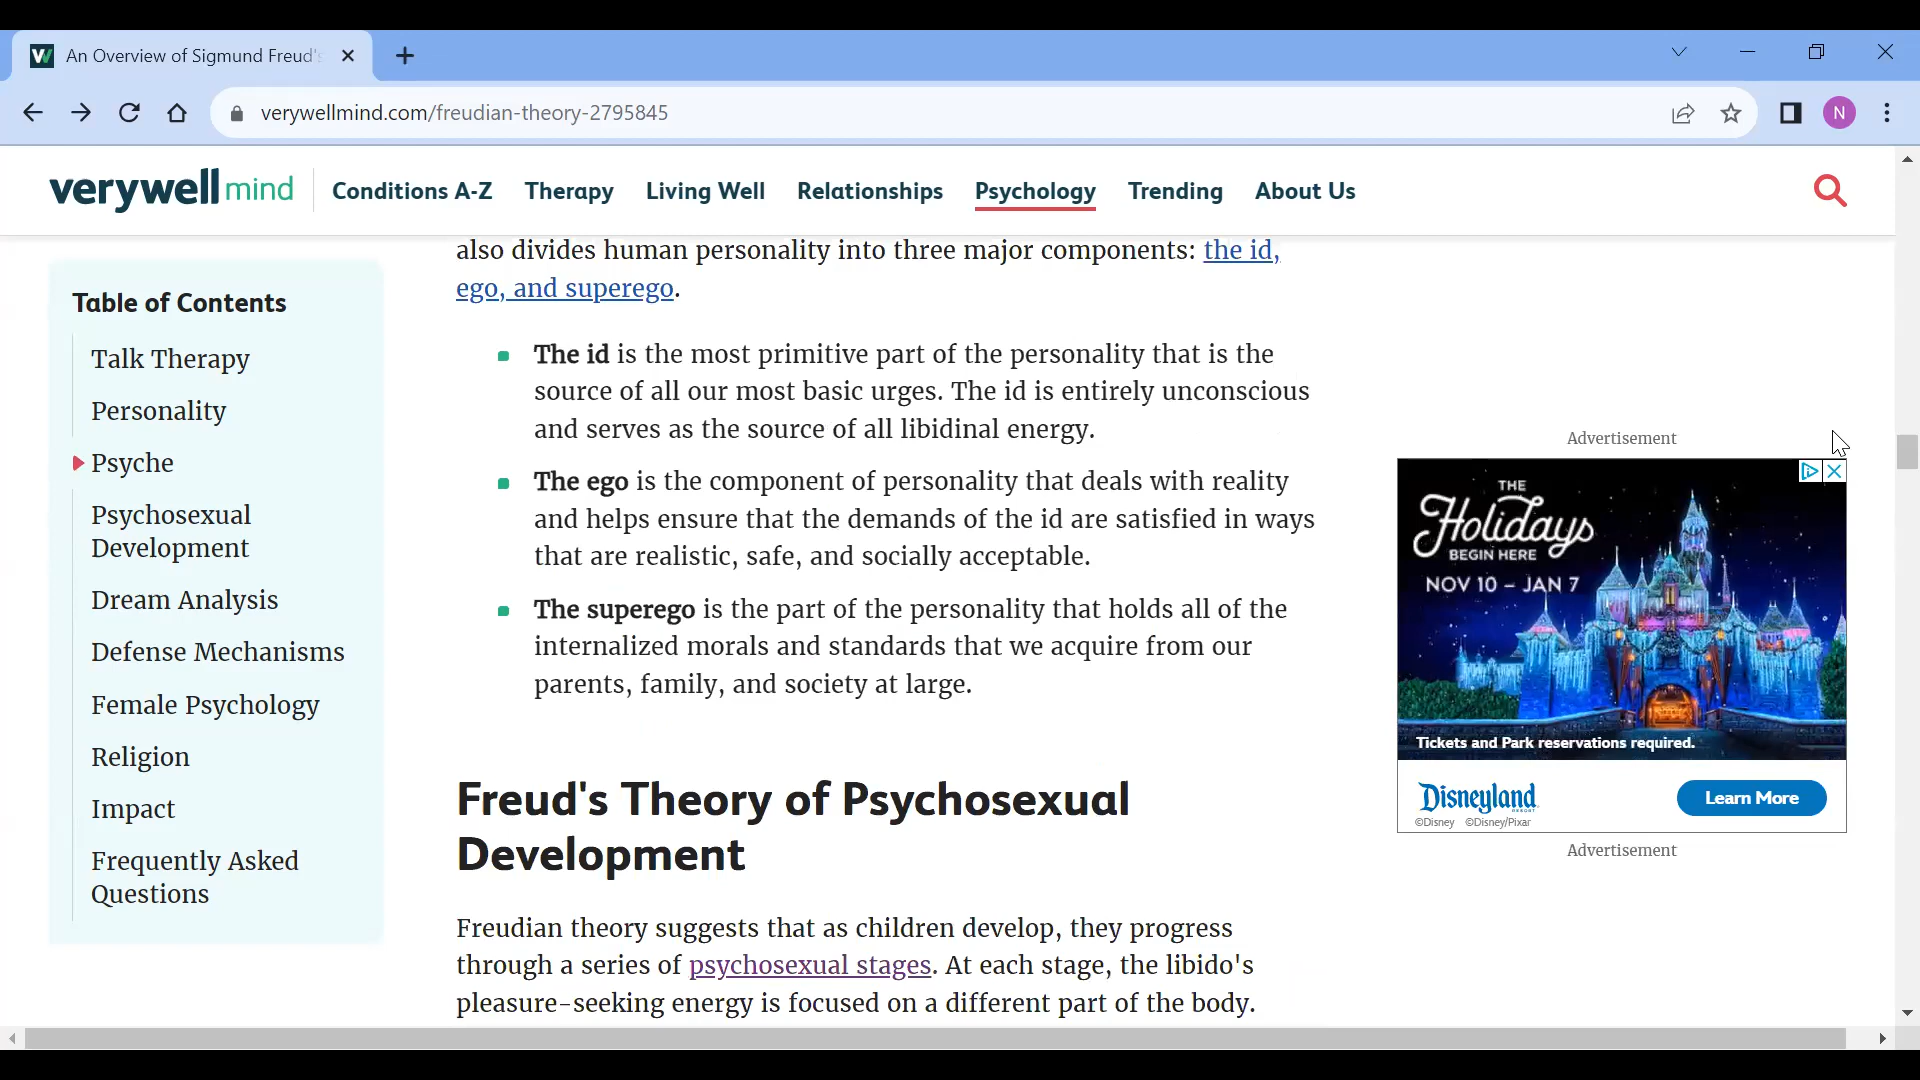 An Overview of Sigmund Freud's
verywellmind.com/freudian-theory-2795845
N
verywell mind
Conditions A-Z
Therapy
Living Well
Relationships
Psychology
Trending
About Us
Table of Contents
Talk Therapy
Personality
Psyche
Psychosexual
Development
Dream Analysis
Defense Mechanisms
Female Psychology
Religion
Impact
Frequently Asked
Questions
also divides human personality into three major components: the id,
ego, and superego.
The id is the most primitive part of the personality that is the
source of all our most basic urges. The id is entirely unconscious
and serves as the source of all libidinal energy.
The ego is the component of personality that deals with reality
and helps ensure that the demands of the id are satisfied in ways
that are realistic, safe, and socially acceptable.
The superego is the part of the personality that holds all of the
internalized morals and standards that we acquire from our
parents, family, and society at large.
Freud's Theory of Psychosexual
Development
Freudian theory suggests that as children develop, they progress
through a series of psychosexual stages. At each stage, the libido's
pleasure-seeking energy is focused on a different part of the body.
Advertisement
THE
Holidays
BEGIN HERE
NOV 10 – JAN 7
Tickets and Park reservations required.
Disneyland
RESORT
Learn More
©Disney ©Disney/Pixar
Advertisement